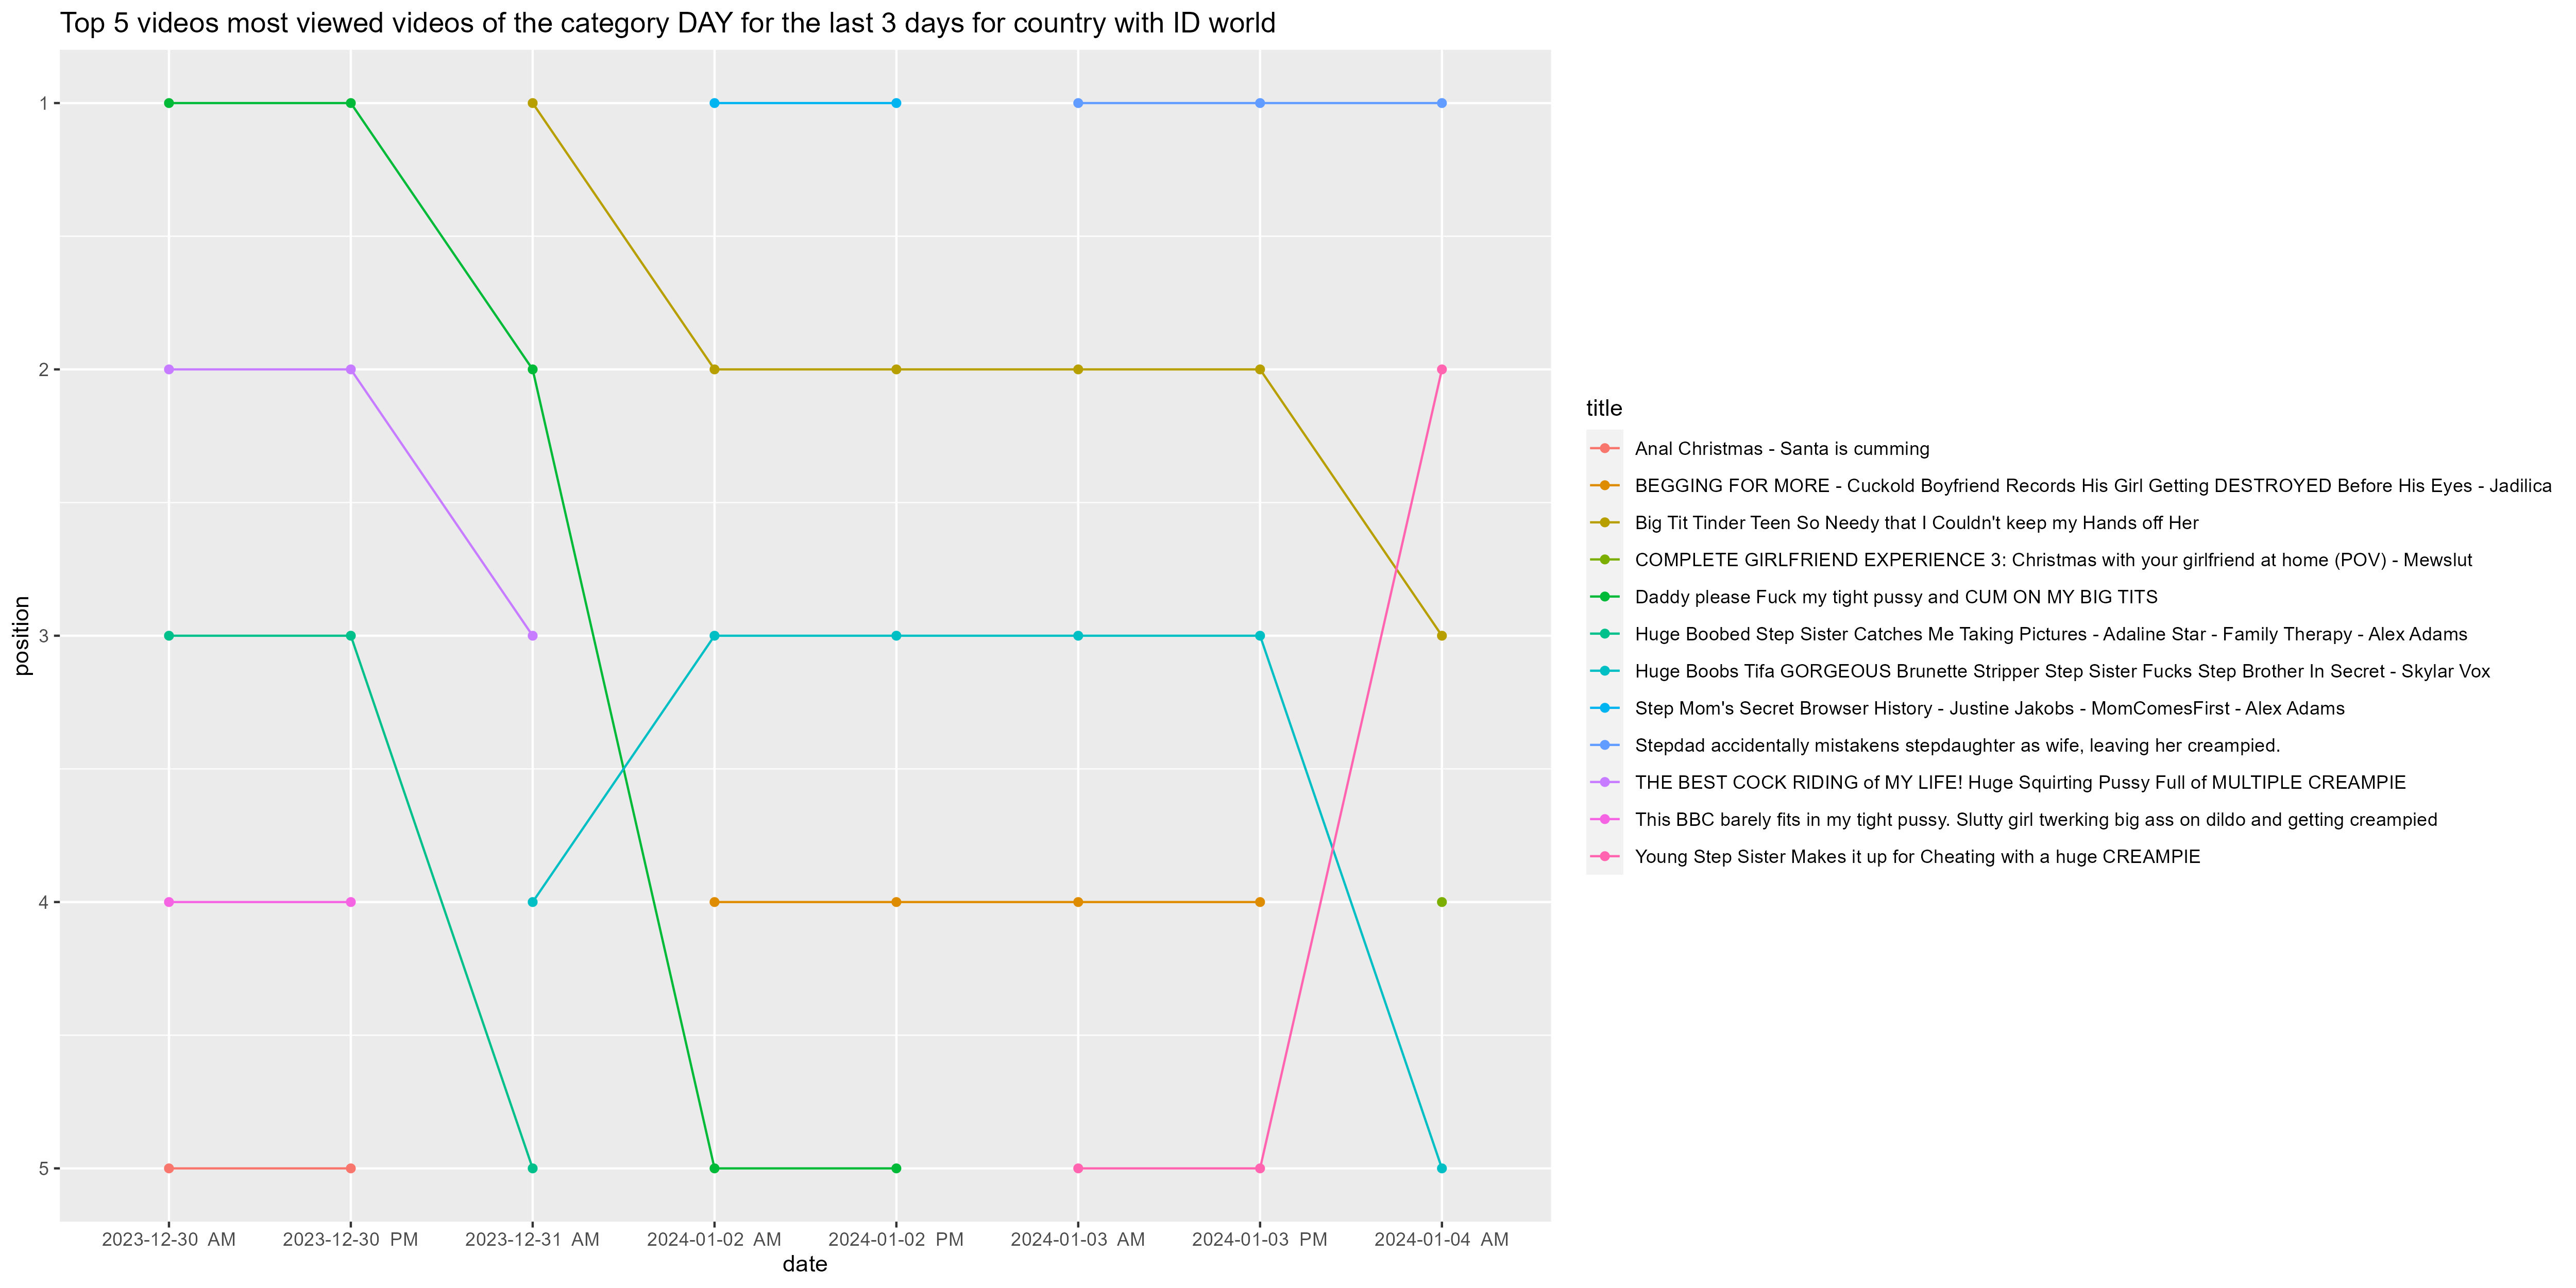 Top 5 videos most viewed videos of the category DAY for the last 3 days for country with ID world
position
1
2
3
4
5
2023-12-30 AM
2023-12-30 PM
2023-12-31 AM
2024-01-02 AM
2024-01-02 PM
2024-01-03 AM
2024-01-03 PM
2024-01-04 AM
date
title
Anal Christmas - Santa is cumming
BEGGING FOR MORE - Cuckold Boyfriend Records His Girl Getting DESTROYED Before His Eyes - Jadilica
Big Tit Tinder Teen So Needy that I Couldn't keep my Hands off Her
COMPLETE GIRLFRIEND EXPERIENCE 3: Christmas with your girlfriend at home (POV) - Mewslut
Daddy please Fuck my tight pussy and CUM ON MY BIG TITS
Huge Boobed Step Sister Catches Me Taking Pictures - Adaline Star - Family Therapy - Alex Adams
Huge Boobs Tifa GORGEOUS Brunette Stripper Step Sister Fucks Step Brother In Secret - Skylar Vox
Step Mom's Secret Browser History - Justine Jakobs - MomComesFirst - Alex Adams
Stepdad accidentally mistakens stepdaughter as wife, leaving her creampied.
THE BEST COCK RIDING of MY LIFE! Huge Squirting Pussy Full of MULTIPLE CREAMPIE
This BBC barely fits in my tight pussy. Slutty girl twerking big ass on dildo and getting creampied
Young Step Sister Makes it up for Cheating with a huge CREAMPIE